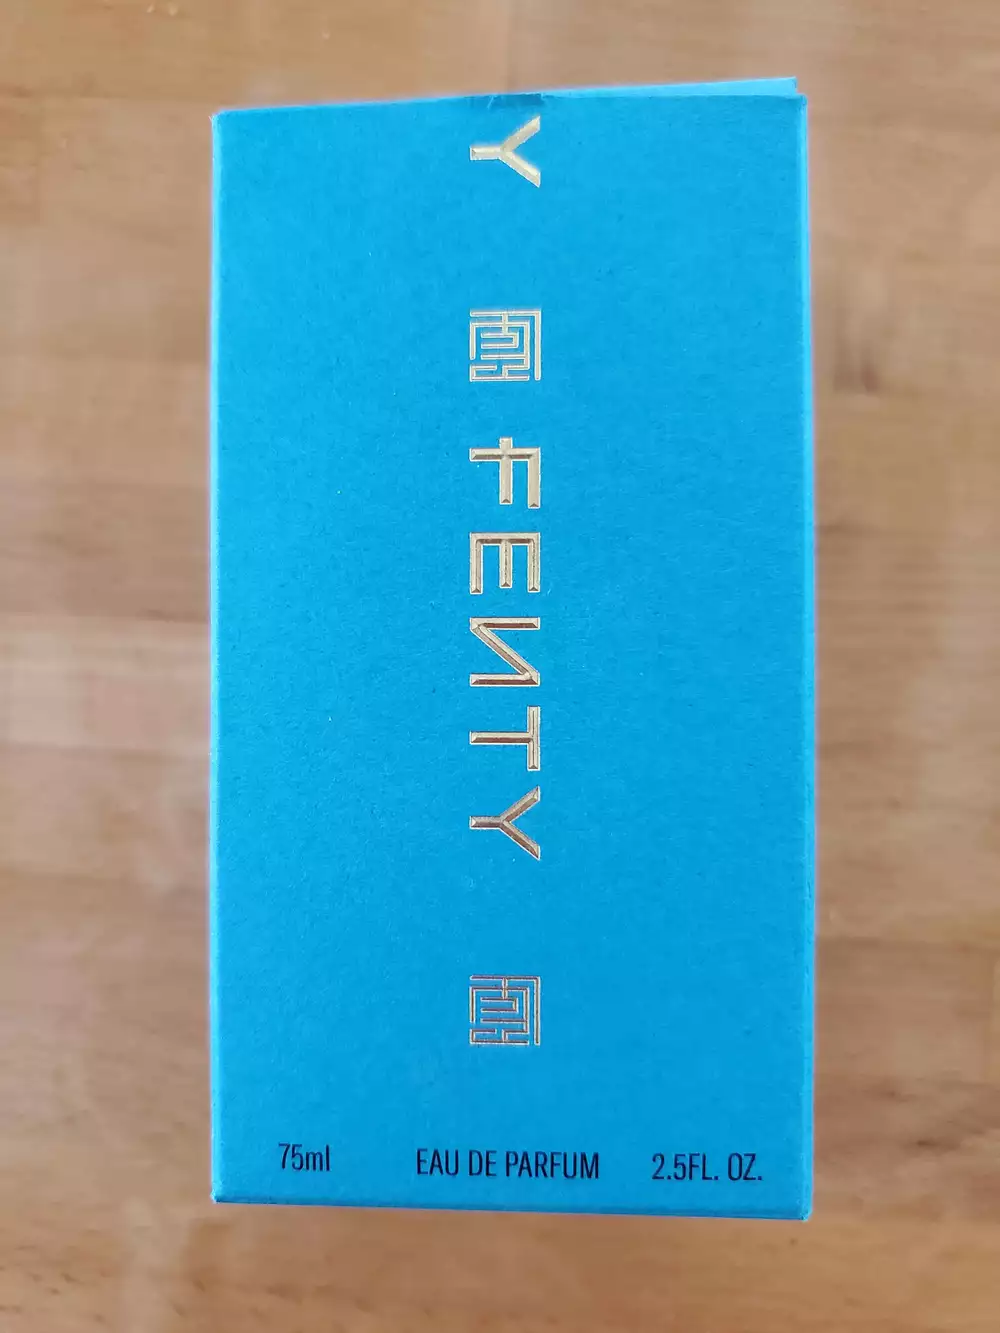 Y
FENTY
75ml EAU DE PARFUM 2.5FL. OZ.